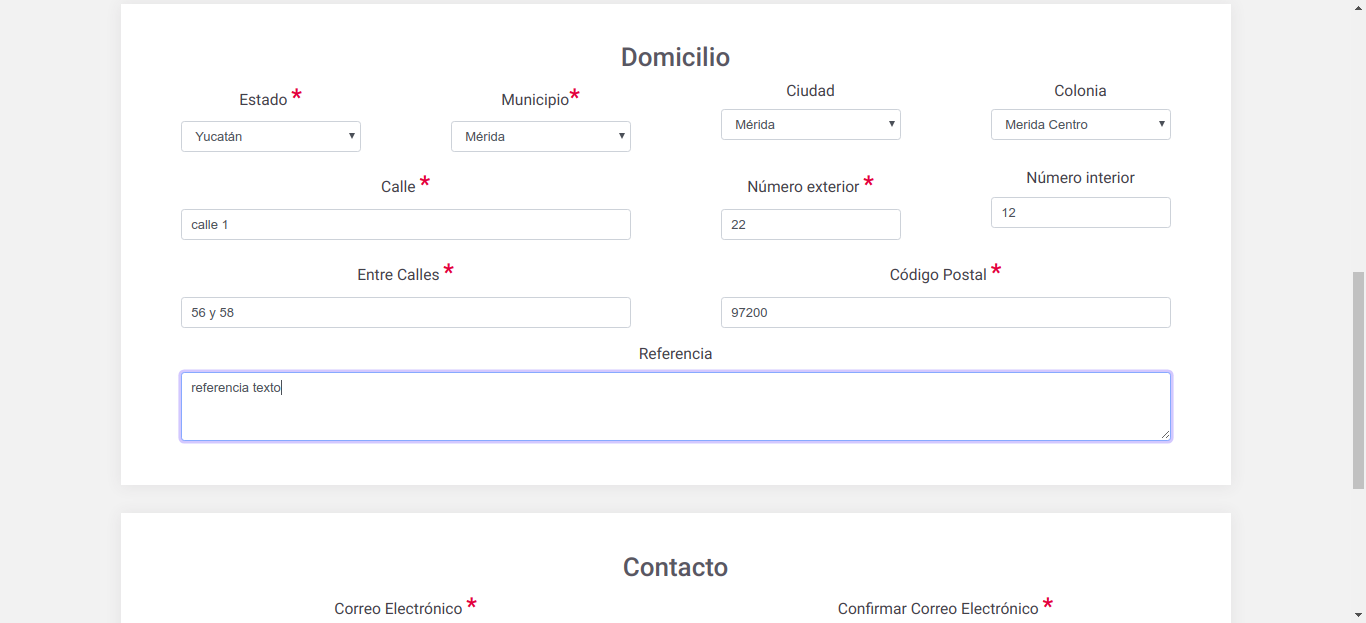 Domicilio
Estado * Municipio* Ciudad Colonia
Yucatán Mérida Mérida Merida Centro
Calle * Número exterior * Número interior
calle 1 22 12
Entre Calles * Código Postal *
56 y 58 97200
Referencia
referencia texto
Contacto
Correo Electrónico * Confirmar Correo Electrónico *